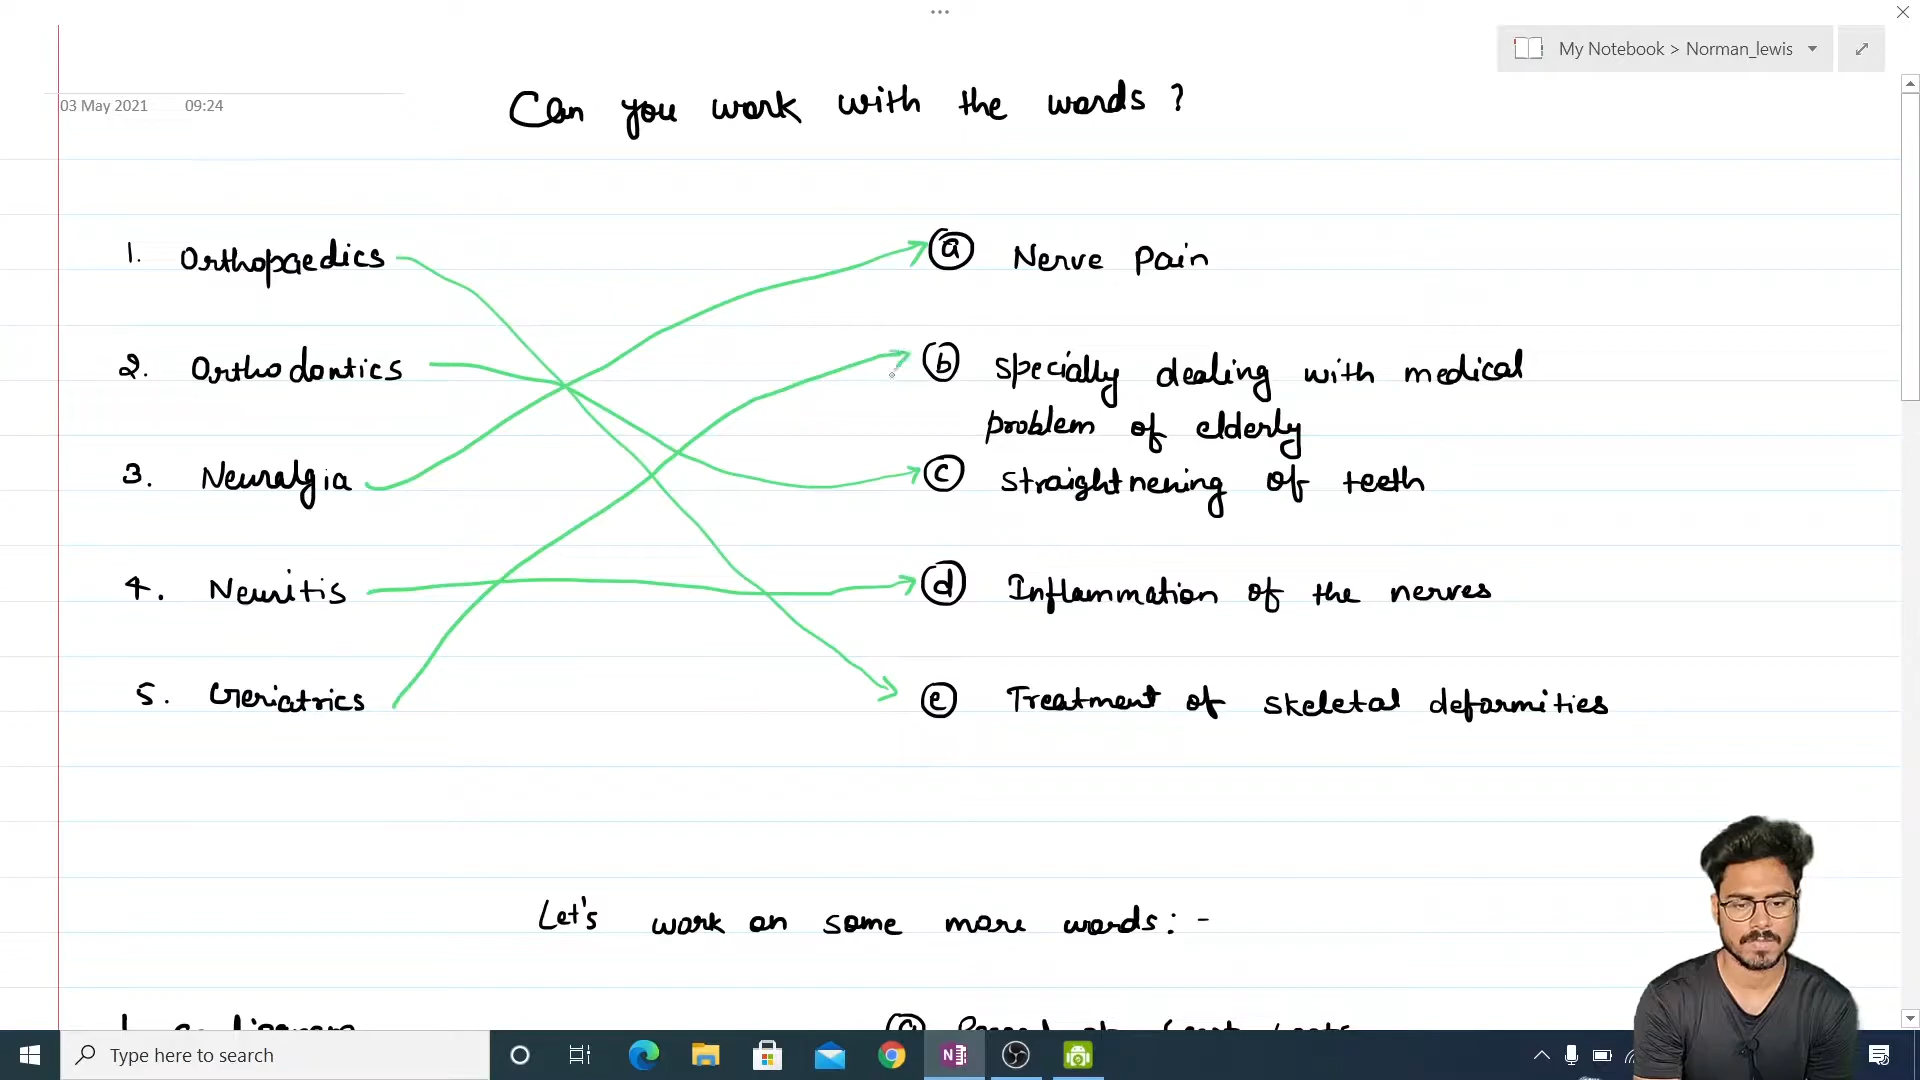 My Notebook > Norman_lewis
03 May 2021 09:24
Can you work with the words ?
1. Orthopaedics
a Nerve Pain
2. Orthodontics
b specially dealing with medical
problem of elderly
3. Neuralgia
c straightnening of teeth
4. Neuritis
d Inflammation of the nerves
5. Geriatrics
e Treatment of skeletal deformities
Let's work on some more words : -
1.
a
Type here to search